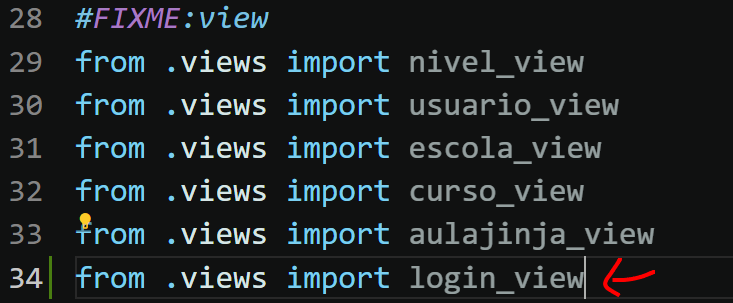 28 #FIXME:view
29 from .views import nivel_view
30 from .views import usuario_view
31 from .views import escola_view
32 from .views import curso_view
33 from .views import aulajinja_view
34 from .views import login_view